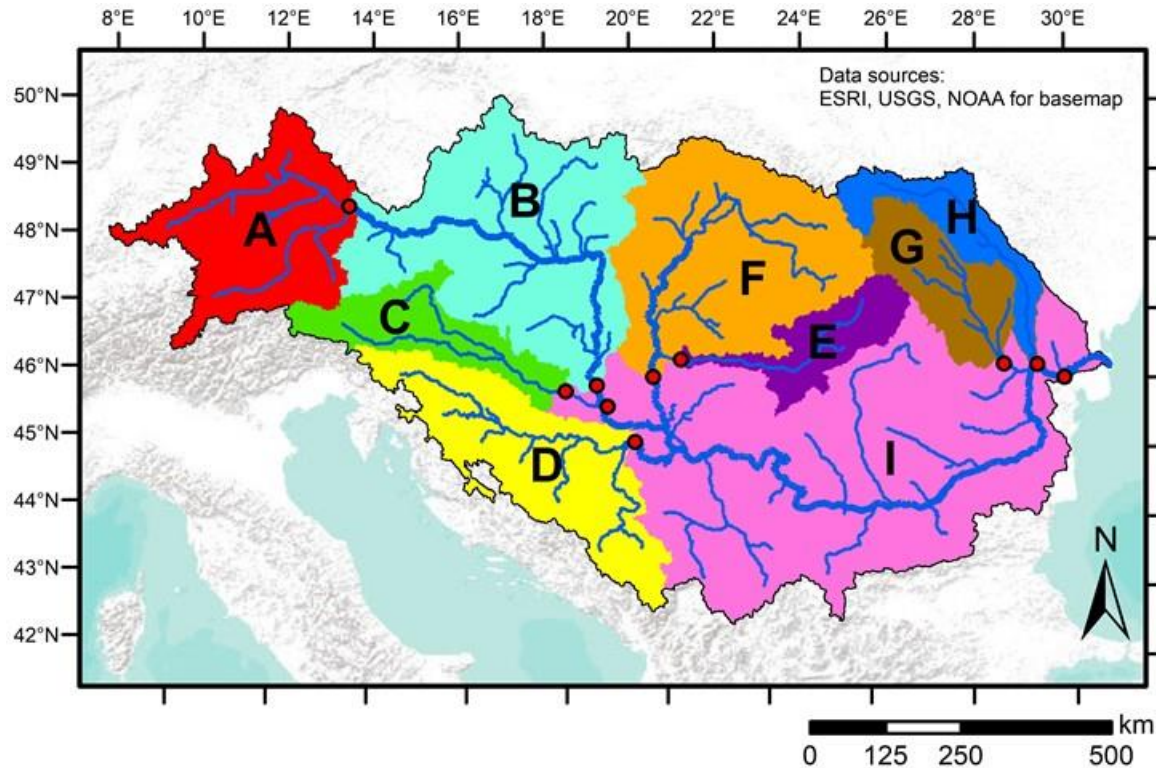 8°E 10°E 12°E 14°E 16°E 18°E 20°E 22°E 24°E 26°E 28°E 30°E
Data sources:
ESRI, USGS, NOAA for basemap
50°N
49°N
48°N
47°N
46°N
45°N
44°N
43°N
42°N
A
B
C
D
E
F
G
H
I
N
km
0 125 250 500